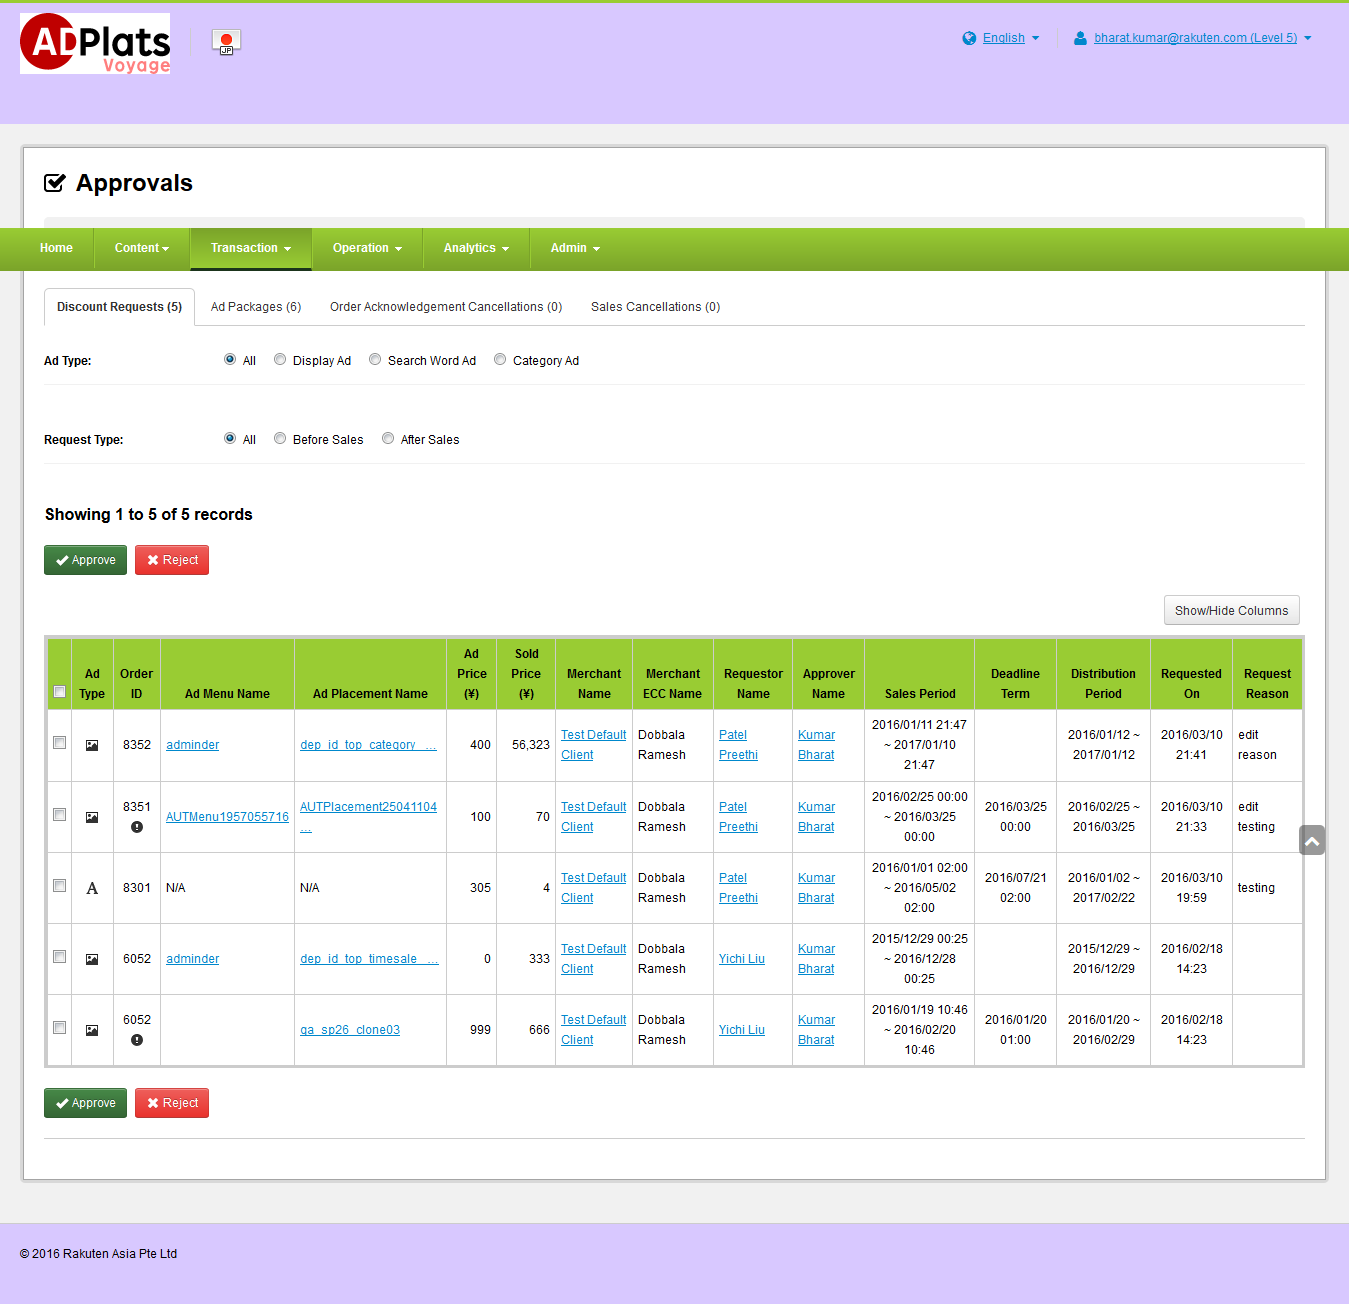 ADPlats
Voyage
JP
English
bharat.kumar@rakuten.com (Level 5)
Approvals
Home Content Transaction Operation Analytics Admin
Discount Requests (5) Ad Packages (6) Order Acknowledgement Cancellations (0) Sales Cancellations (0)
Ad Type: All Display Ad Search Word Ad Category Ad
Request Type: All Before Sales After Sales
Showing 1 to 5 of 5 records
Approve Reject
Show/Hide Columns
Ad Type Order ID Ad Menu Name Ad Placement Name Ad Price (¥) Sold Price (¥) Merchant Name Merchant ECC Name Requestor Name Approver Name Sales Period Deadline Term Distribution Period Requested On Request Reason
8352 adminder dep_id_top_category_ ... 400 56,323 Test Default Client Dobbala Ramesh Patel Preethi Kumar Bharat 2016/01/11 21:47 ~ 2017/01/10 21:47 2016/01/12 ~ 2017/01/12 2016/03/10 21:41 edit reason
8351 AUTMenu1957055716 AUTPlacement25041104 ... 100 70 Test Default Client Dobbala Ramesh Patel Preethi Kumar Bharat 2016/02/25 00:00 ~ 2016/03/25 00:00 2016/03/25 00:00 2016/02/25 ~ 2016/03/25 2016/03/10 21:33 edit testing
A 8301 N/A N/A 305 4 Test Default Client Dobbala Ramesh Patel Preethi Kumar Bharat 2016/01/01 02:00 ~ 2016/05/02 02:00 2016/07/21 02:00 2016/01/02 ~ 2017/02/22 2016/03/10 19:59 testing
6052 adminder dep_id_top_timesale_ ... 0 333 Test Default Client Dobbala Ramesh Yichi Liu Kumar Bharat 2015/12/29 00:25 ~ 2016/12/28 00:25 2015/12/29 ~ 2016/12/29 2016/02/18 14:23
6052 qa_sp26_clone03 999 666 Test Default Client Dobbala Ramesh Yichi Liu Kumar Bharat 2016/01/19 10:46 ~ 2016/02/20 10:46 2016/01/20 01:00 2016/01/20 ~ 2016/02/29 2016/02/18 14:23
Approve Reject
© 2016 Rakuten Asia Pte Ltd